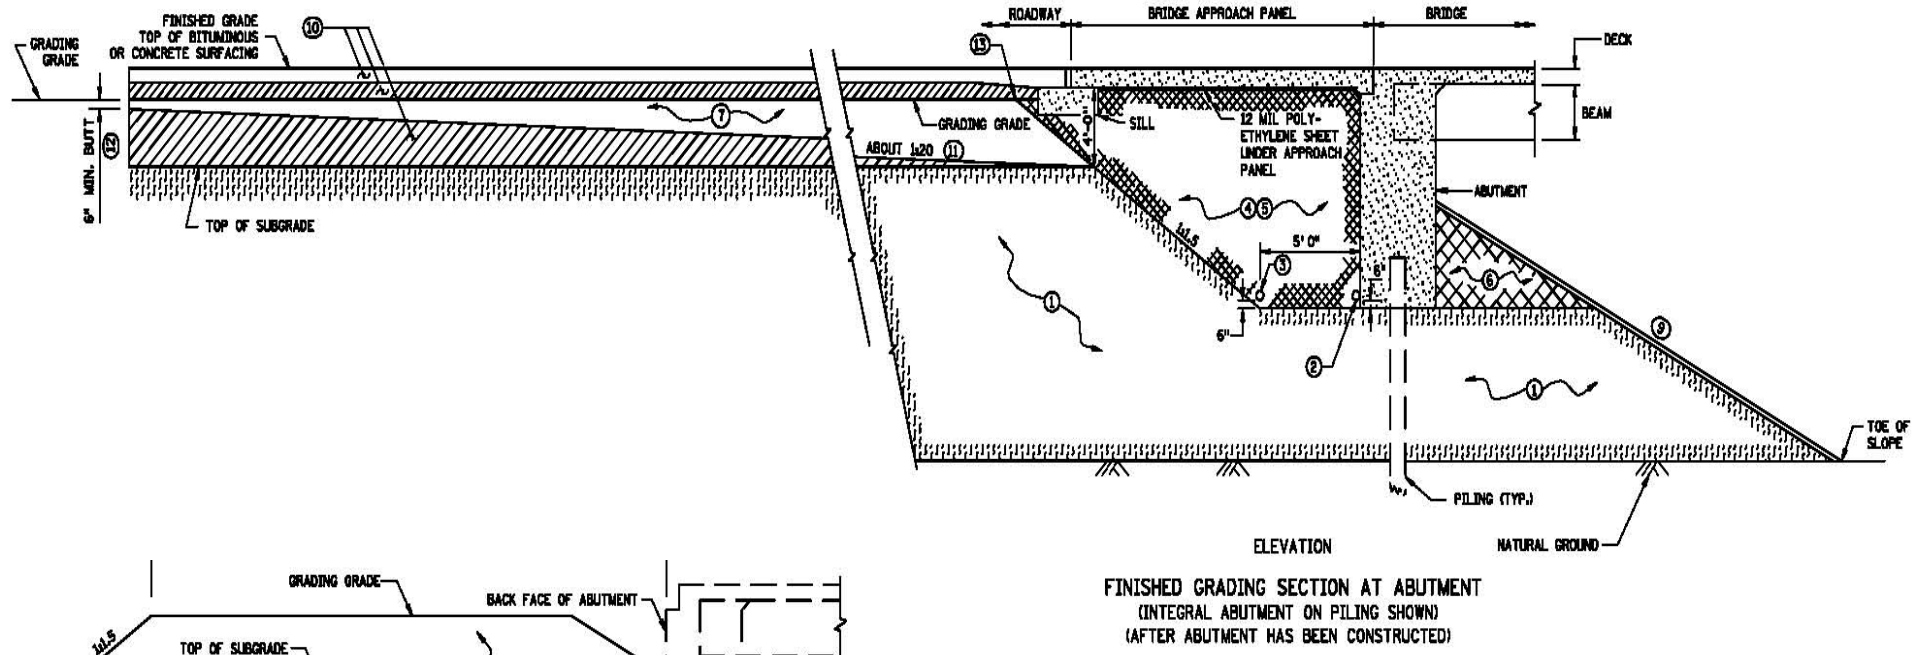 FINISHED GRADE
TOP OF BITUMINOUS
OR CONCRETE SURFACING
10
GRADING
GRADE
ROADWAY
BRIDGE APPROACH PANEL
BRIDGE
13
DECK
7
GRADING GRADE
SILL
4'-0"
12 MIL POLY-
ETHYLENE SHEET
UNDER APPROACH
PANEL
BEAM
6" MIN. BUTT
12
ABOUT 1:20
11
TOP OF SUBGRADE
4 5
ABUTMENT
1:1.5
5' 0"
3
6"
6
1
6"
2
9
1
TOE OF
SLOPE
PILING (TYP.)
NATURAL GROUND
ELEVATION
FINISHED GRADING SECTION AT ABUTMENT
(INTEGRAL ABUTMENT ON PILING SHOWN)
(AFTER ABUTMENT HAS BEEN CONSTRUCTED)
GRADING GRADE
BACK FACE OF ABUTMENT
1:1.5
TOP OF SUBGRADE